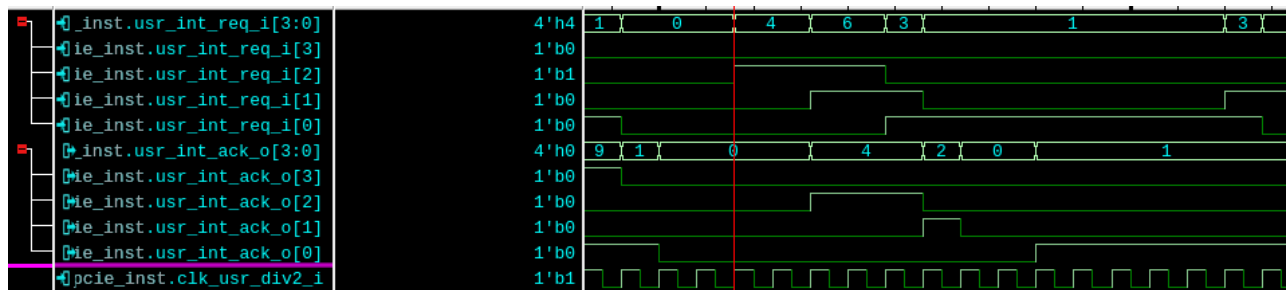 _inst.usr_int_req_i[3:0] 4'h4 1 0 4 6 3 1 3
ie_inst.usr_int_req_i[3] 1'b0
ie_inst.usr_int_req_i[2] 1'b1
ie_inst.usr_int_req_i[1] 1'b0
ie_inst.usr_int_req_i[0] 1'b0
_inst.usr_int_ack_o[3:0] 4'h0 9 1 0 4 2 0 1
ie_inst.usr_int_ack_o[3] 1'b0
ie_inst.usr_int_ack_o[2] 1'b0
ie_inst.usr_int_ack_o[1] 1'b0
ie_inst.usr_int_ack_o[0] 1'b0
pcie_inst.clk_usr_div2_i 1'b1